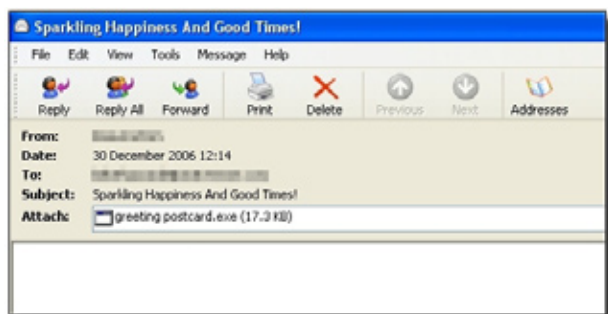 Sparkling Happiness And Good Times!
File Edit View Tools Message Help
Reply Reply All Forward Print Delete Previous Next Addresses
From:
Date: 30 December 2006 12:14
To:
Subject: Sparkling Happiness And Good Times!
Attach: greeting postcard.exe (17.3 KB)